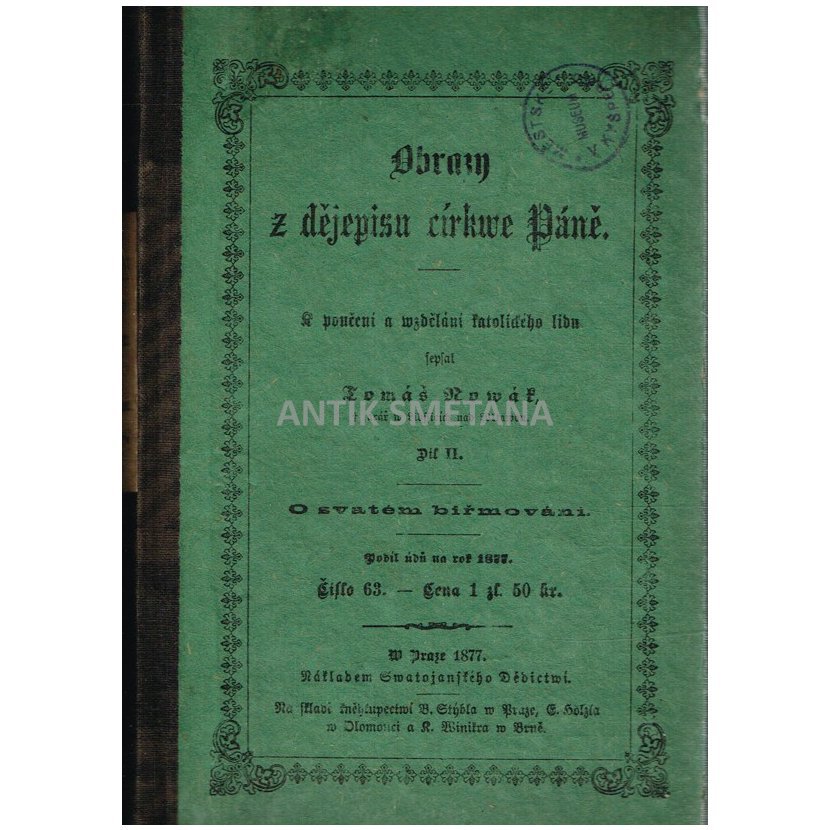 Obrazy
z dějepisu církwe Páně.
K poučení a wzdělání katolického lidu
sepsal
Tomáš Nowák,
ANTIK SMETANA
Díl II.
O svatém biřmování.
Podíl údů na rok 1877.
Číslo 63. — Cena 1 zl. 50 kr.
W Praze 1877.
Nákladem Swatojanského Dědictwí.
Na skladě kněhkupectwí B. Stýbla w Praze, E. Hölzla
w Olomouci a K. Winikra w Brně.